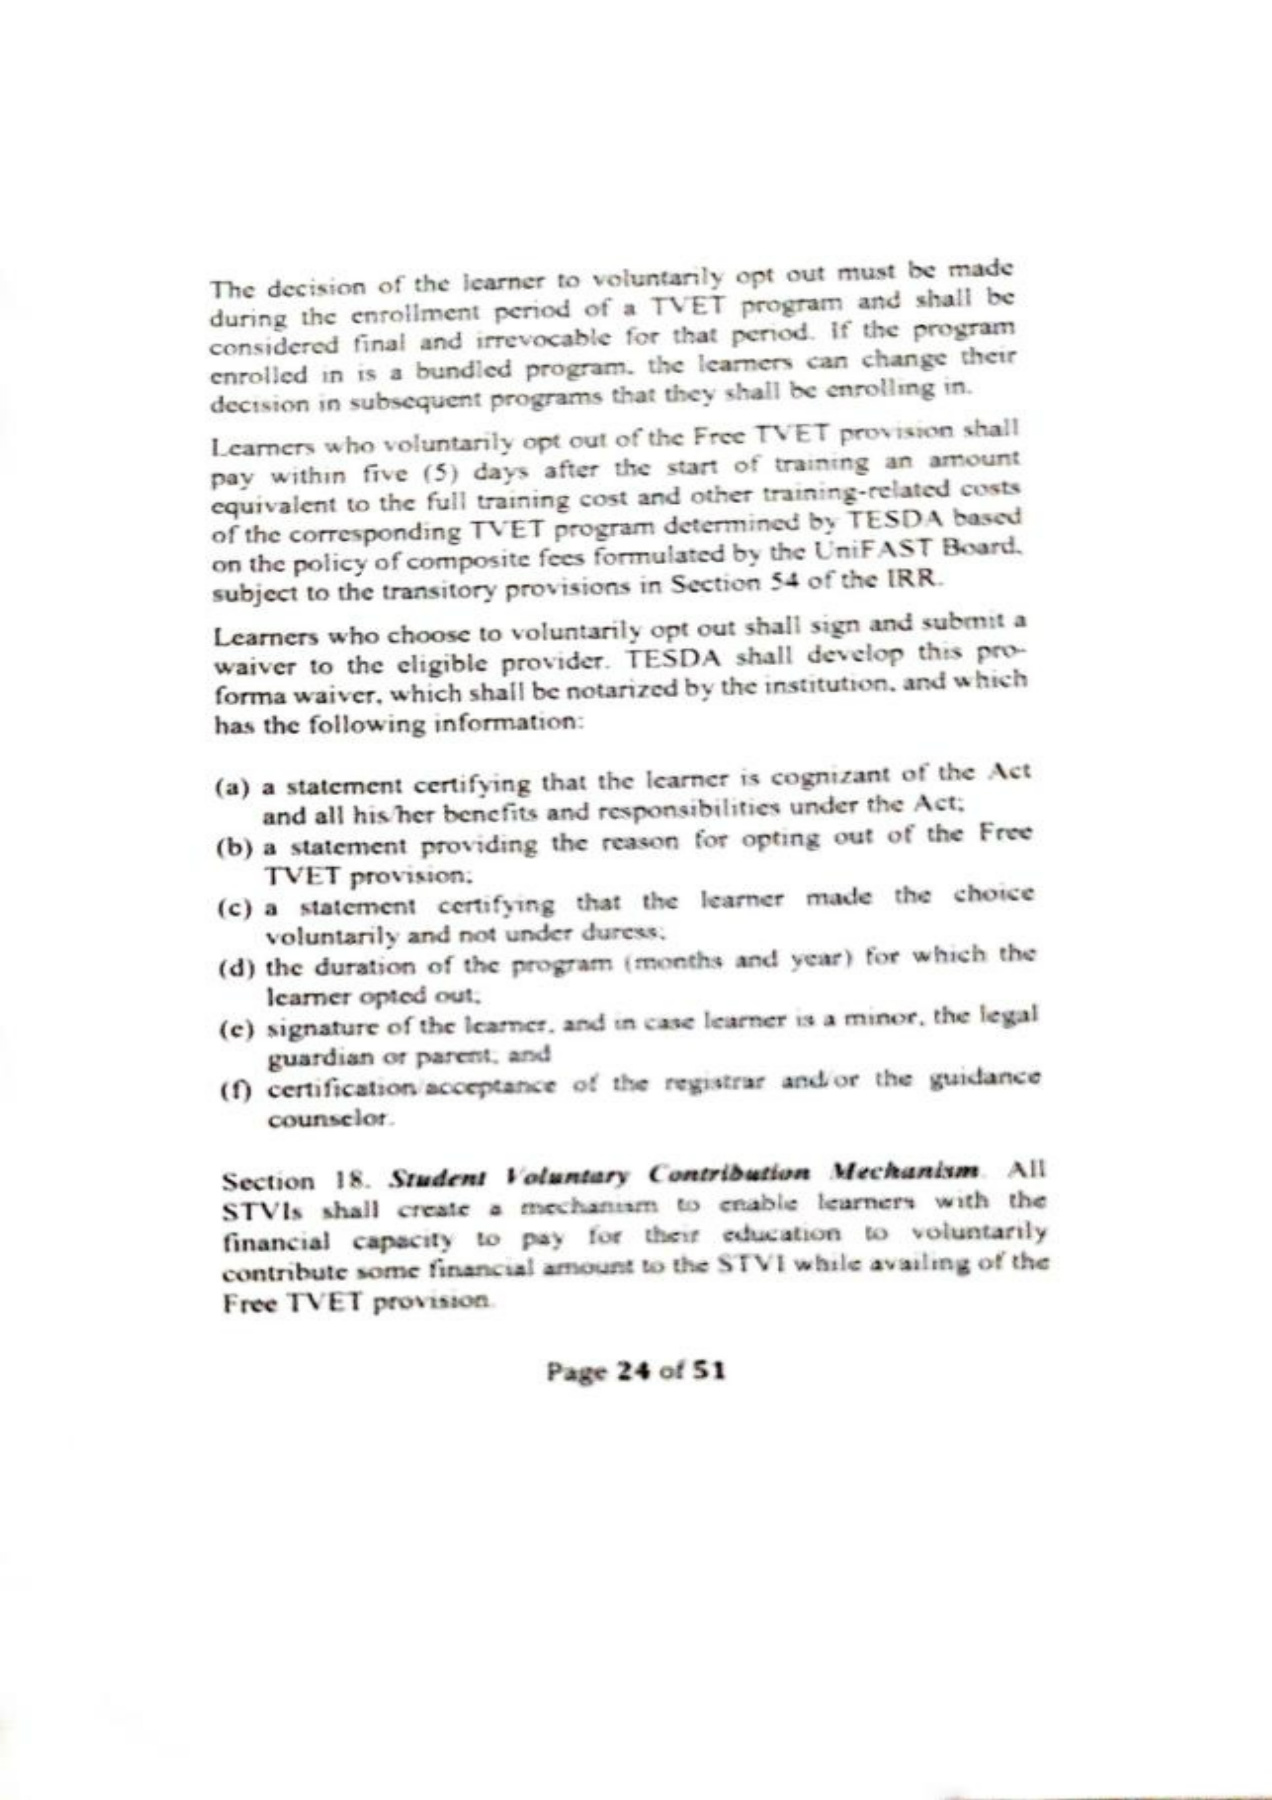 The decision of the learner to voluntarily opt out must be made
during the enrollment period of a TVET program and shall be
considered final and irrevocable for that period. If the program
enrolled in is a bundled program, the learners can change their
decision in subsequent programs that they shall be enrolling in.
Learners who voluntarily opt out of the Free TVET provision shall
pay within five (5) days after the start of training an amount
equivalent to the full training cost and other training-related costs
of the corresponding TVET program determined by TESDA based
on the policy of composite fees formulated by the UniFAST Board,
subject to the transitory provisions in Section 54 of the IRR.
Learners who choose to voluntarily opt out shall sign and submit a
waiver to the eligible provider. TESDA shall develop this pro-
forma waiver, which shall be notarized by the institution, and which
has the following information:
(a) a statement certifying that the learner is cognizant of the Act
and all his/her benefits and responsibilities under the Act;
(b) a statement providing the reason for opting out of the Free
TVET provision;
(c) a statement certifying that the learner made the choice
voluntarily and not under duress;
(d) the duration of the program (months and year) for which the
learner opted out;
(e) signature of the learner, and in case learner is a minor, the legal
guardian or parent; and
(f) certification/acceptance of the registrar and/or the guidance
counselor.
Section 18. Student Voluntary Contribution Mechanism. All
STVIs shall create a mechanism to enable learners with the
financial capacity to pay for their education to voluntarily
contribute some financial amount to the STVI while availing of the
Free TVET provision.
Page 24 of 51